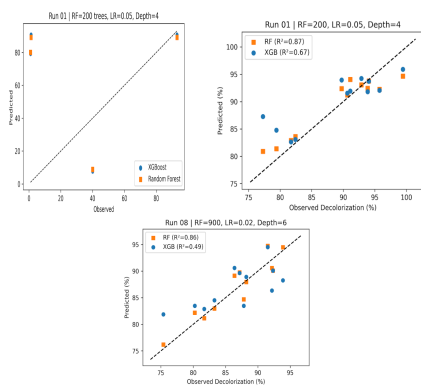 Run 01 | RF=200 trees, LR=0.05, Depth=4
Predicted
80
60
40
20
0
0
20
40
60
80
Observed
XGBoost
Random Forest
Run 01 | RF=200, LR=0.05, Depth=4
RF (R²=0.87)
XGB (R²=0.67)
Predicted (%)
100
95
90
85
80
75
75
80
85
90
95
100
Observed Decolorization (%)
Run 08 | RF=900, LR=0.02, Depth=6
RF (R²=0.86)
XGB (R²=0.49)
Predicted (%)
95
90
85
80
75
75
80
85
90
95
Observed Decolorization (%)